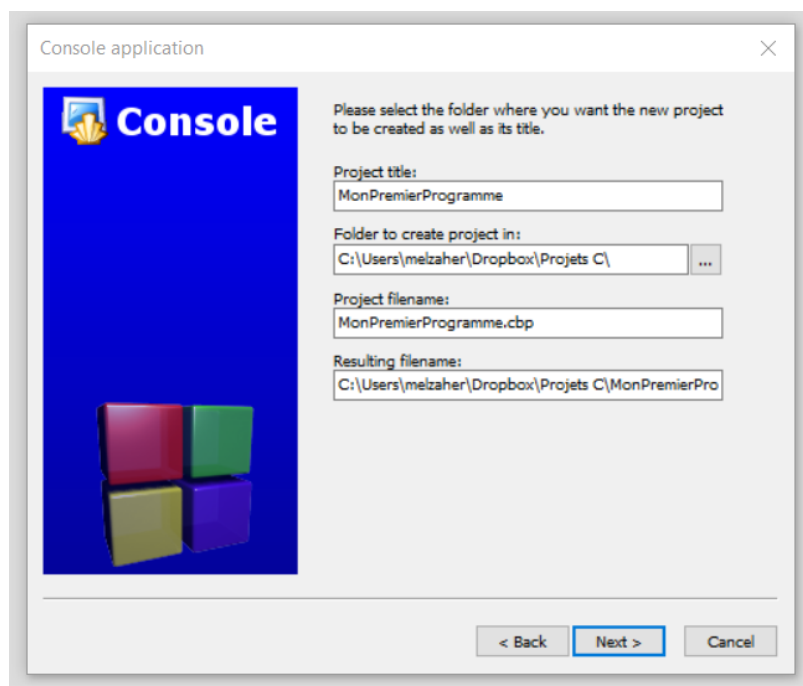 Console application
Console
Please select the folder where you want the new project
to be created as well as its title.
Project title:
MonPremierProgramme
Folder to create project in:
C:\Users\melzaher\Dropbox\Projets C\
...
Project filename:
MonPremierProgramme.cbp
Resulting filename:
C:\Users\melzaher\Dropbox\Projets C\MonPremierPro
< Back
Next >
Cancel